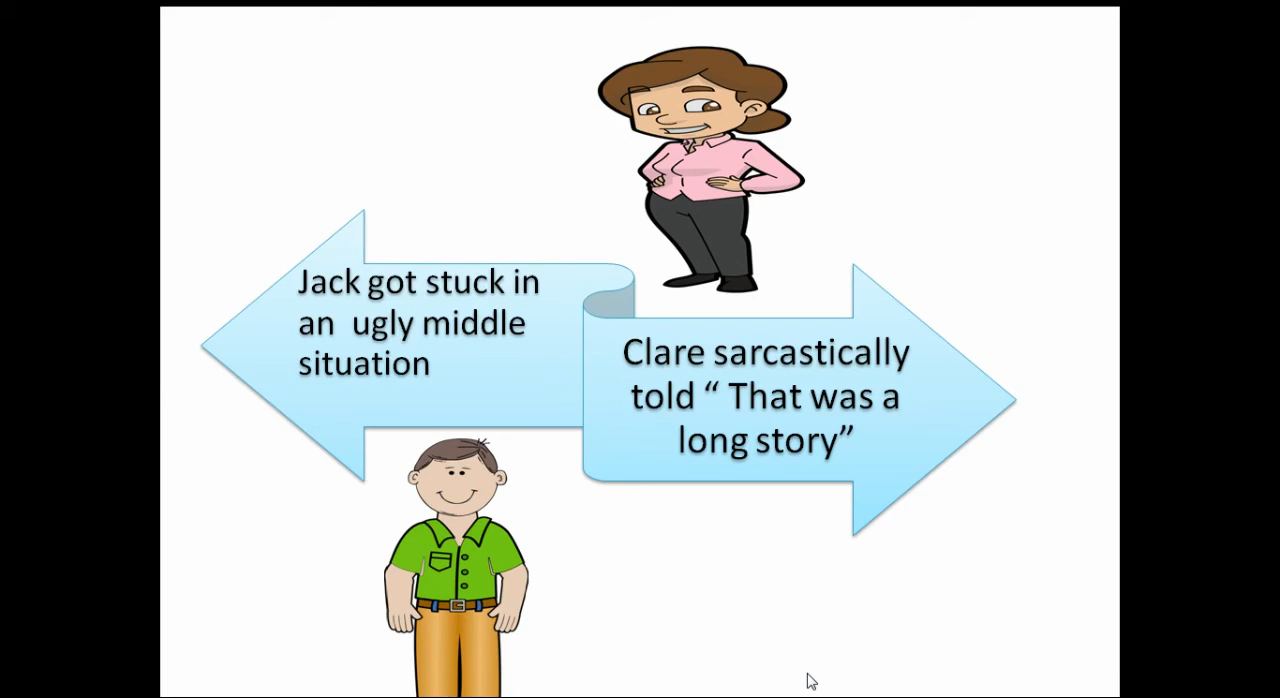 Jack got stuck in
an ugly middle
situation
Clare sarcastically
told “ That was a
long story”